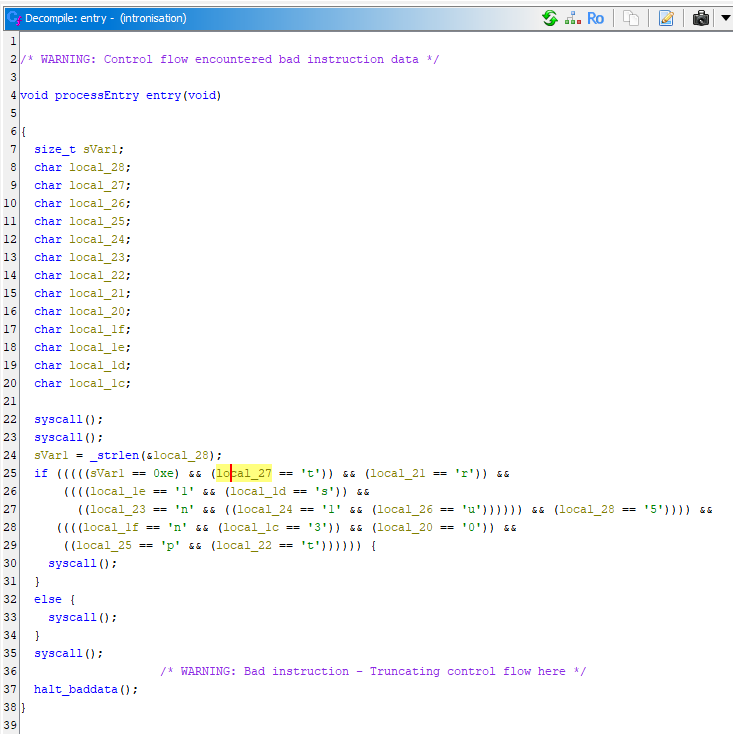 Decompile: entry - (intronisation)
Ro
1
2 /* WARNING: Control flow encountered bad instruction data */
3
4 void processEntry entry(void)
5
6 {
7 size_t sVar1;
8 char local_28;
9 char local_27;
10 char local_26;
11 char local_25;
12 char local_24;
13 char local_23;
14 char local_22;
15 char local_21;
16 char local_20;
17 char local_1f;
18 char local_1e;
19 char local_1d;
20 char local_1c;
21
22 syscall();
23 syscall();
24 sVar1 = _strlen(&local_28);
25 if (((((sVar1 == 0xe) && (local_27 == 't')) && (local_21 == 'r')) &&
26 ((((local_1e == '1' && (local_1d == 's')) &&
27 ((local_23 == 'n' && ((local_24 == '1' && (local_26 == 'u')))))) && (local_28 == '5')))) &&
28 ((((local_1f == 'n' && (local_1c == '3')) && (local_20 == '0')) &&
29 ((local_25 == 'p' && (local_22 == 't')))))) {
30 syscall();
31 }
32 else {
33 syscall();
34 }
35 syscall();
36 /* WARNING: Bad instruction - Truncating control flow here */
37 halt_baddata();
38 }
39